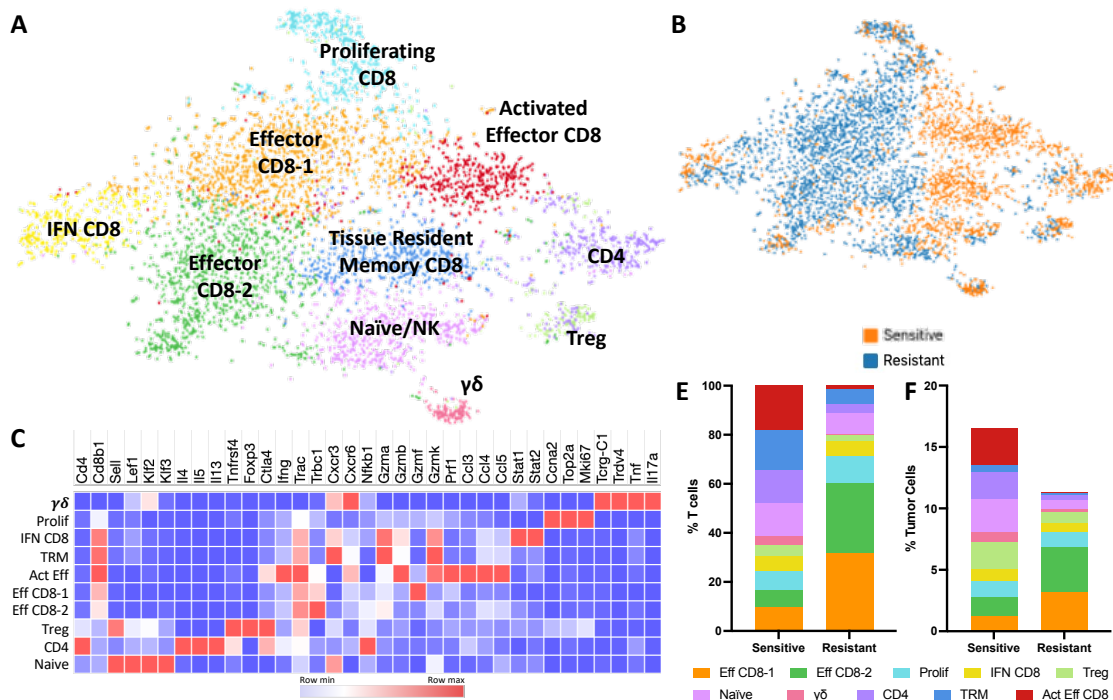 A
Proliferating
CD8
Activated
Effector CD8
Effector
CD8-1
IFN CD8
Tissue Resident
Memory CD8
CD4
Effector
CD8-2
Naïve/NK
Treg
γδ
B
Sensitive
Resistant
C
Cd4
Cd8b1
Sell
Lef1
Klf2
Klf3
Il4
Il5
Il13
Tnfrsf4
Foxp3
Ctla4
Ifng
Trac
Trbc1
Cxcr3
Cxcr6
Nfkb1
Gzma
Gzmb
Gzmf
Gzmk
Prf1
Ccl3
Ccl4
Ccl5
Stat1
Stat2
Ccna2
Top2a
Mki67
Tcrg-C1
Trdv4
Tnf
Il17a
γδ
Prolif
IFN CD8
TRM
Act Eff
Eff CD8-1
Eff CD8-2
Treg
CD4
Naive
Row min
Row max
E
% T cells
100
80
60
40
20
0
Sensitive
Resistant
F
% Tumor Cells
20
15
10
5
0
Sensitive
Resistant
Eff CD8-1
Eff CD8-2
Prolif
IFN CD8
Treg
Naïve
γδ
CD4
TRM
Act Eff CD8